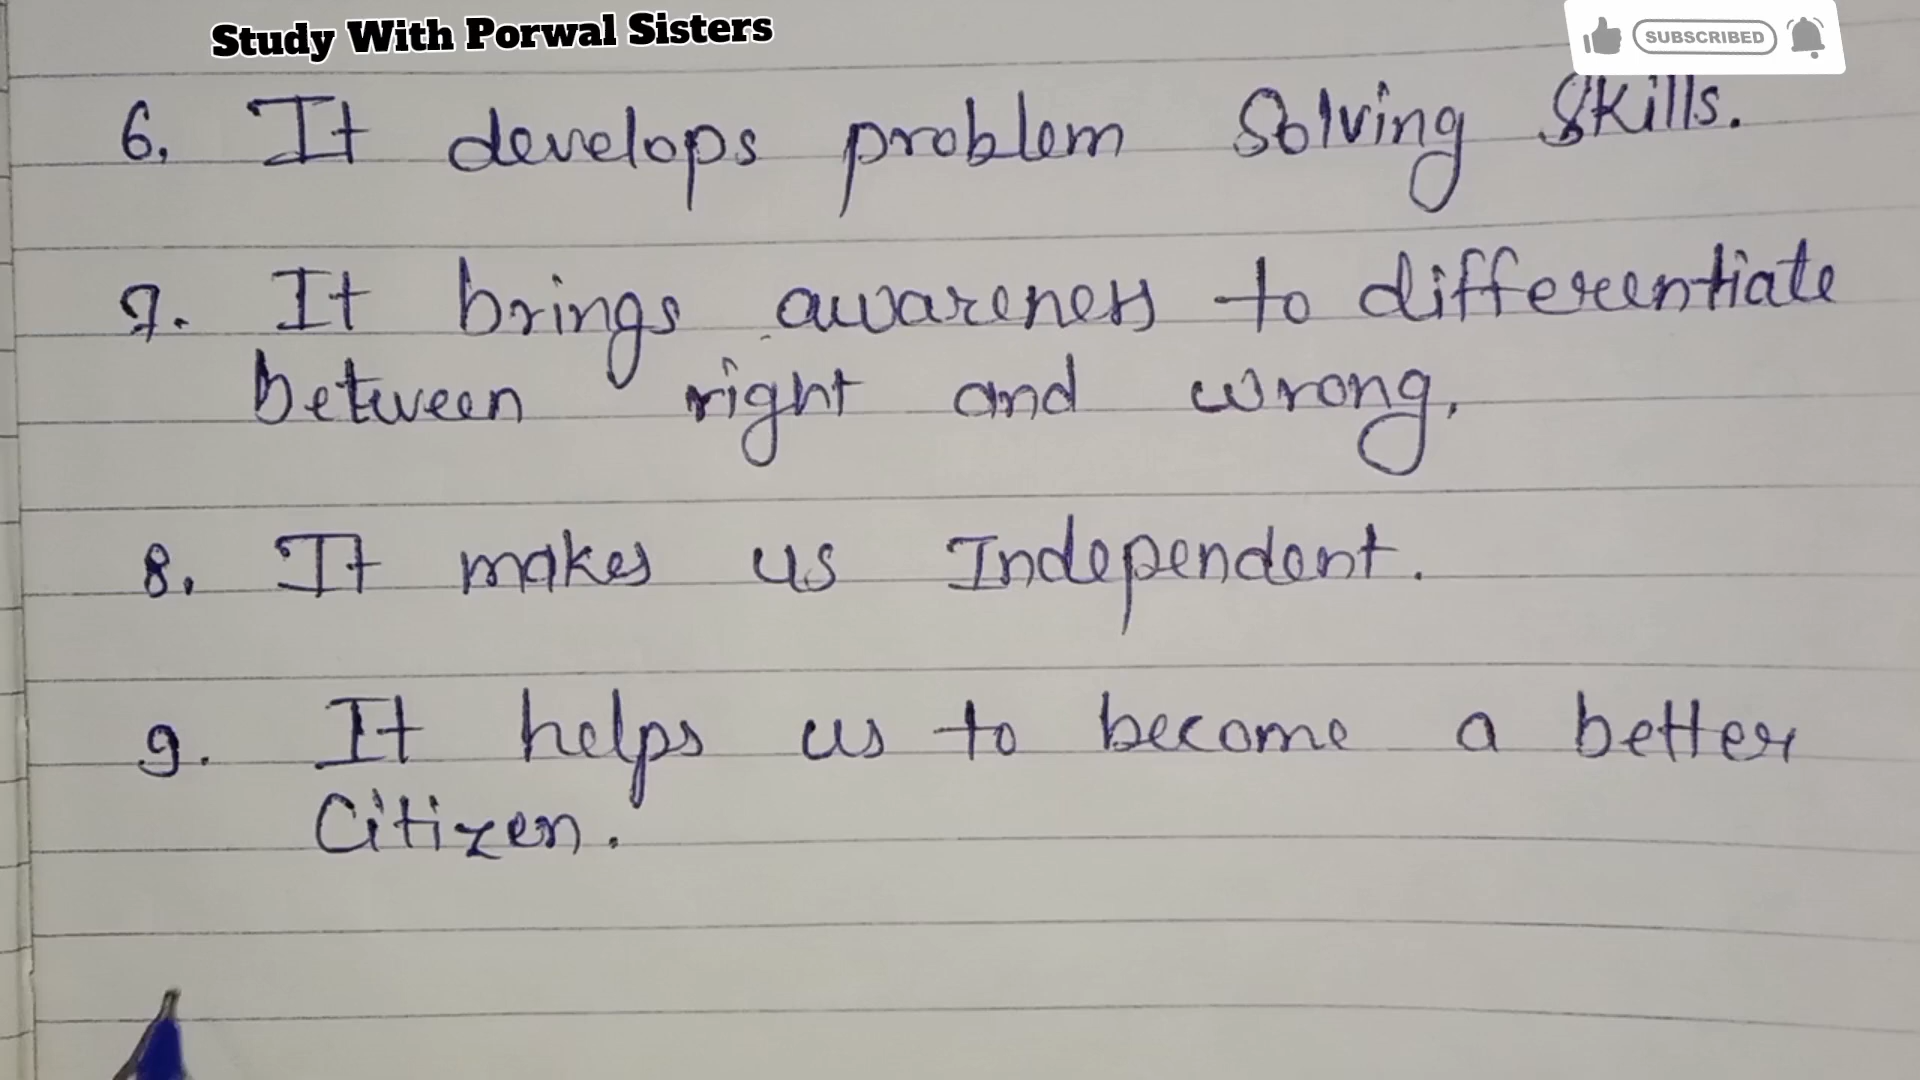 Study With Porwal Sisters
SUBSCRIBED
6. It develops problem Solving Skills.
7. It brings awareness to differentiate
between right and wrong.
8. It makes us Independent.
9. It helps us to become a better
Citizen.